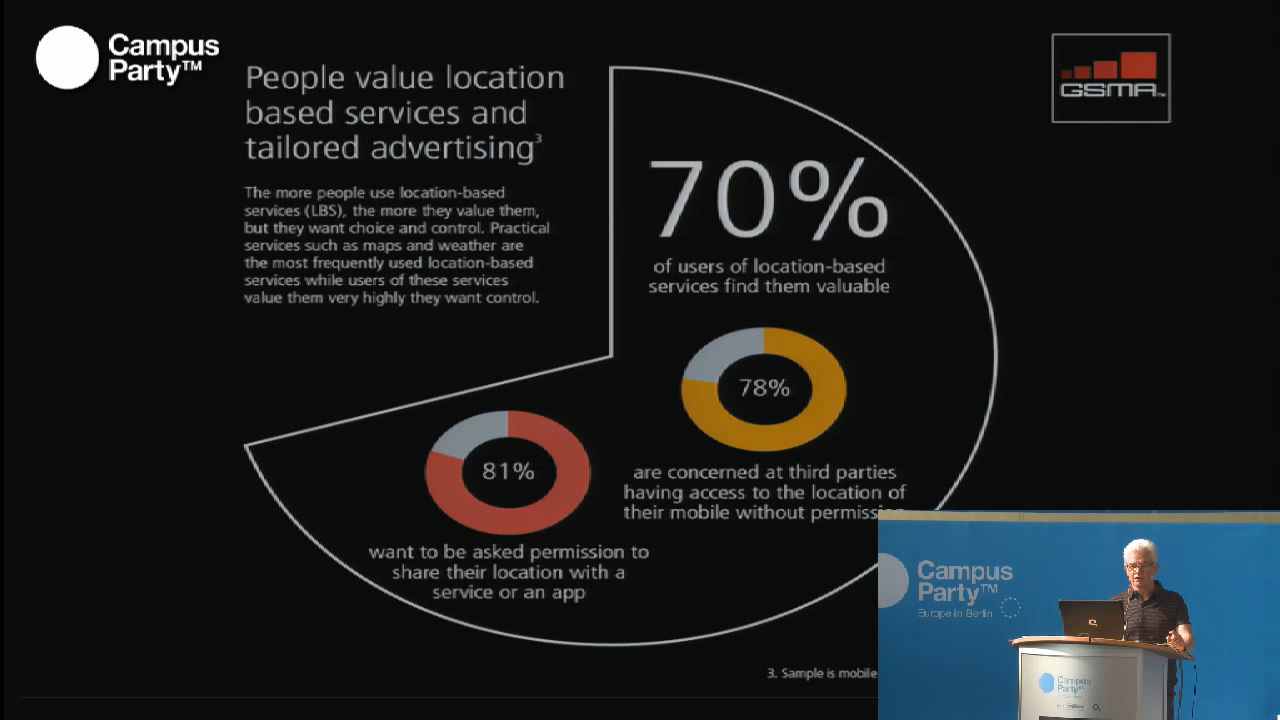 Campus
Party™
People value location
based services and
tailored advertising³
The more people use location-based
services (LBS), the more they value them,
but they want choice and control. Practical
services such as maps and weather are
the most frequently used location-based
services while users of these services
value them very highly they want control.
GSMA™
70%
of users of location-based
services find them valuable
78%
are concerned at third parties
having access to the location of
their mobile without permission
81%
want to be asked permission to
share their location with a
service or an app
3. Sample is mobile
Campus
Party™
Europe in Berlin
Campus
Party